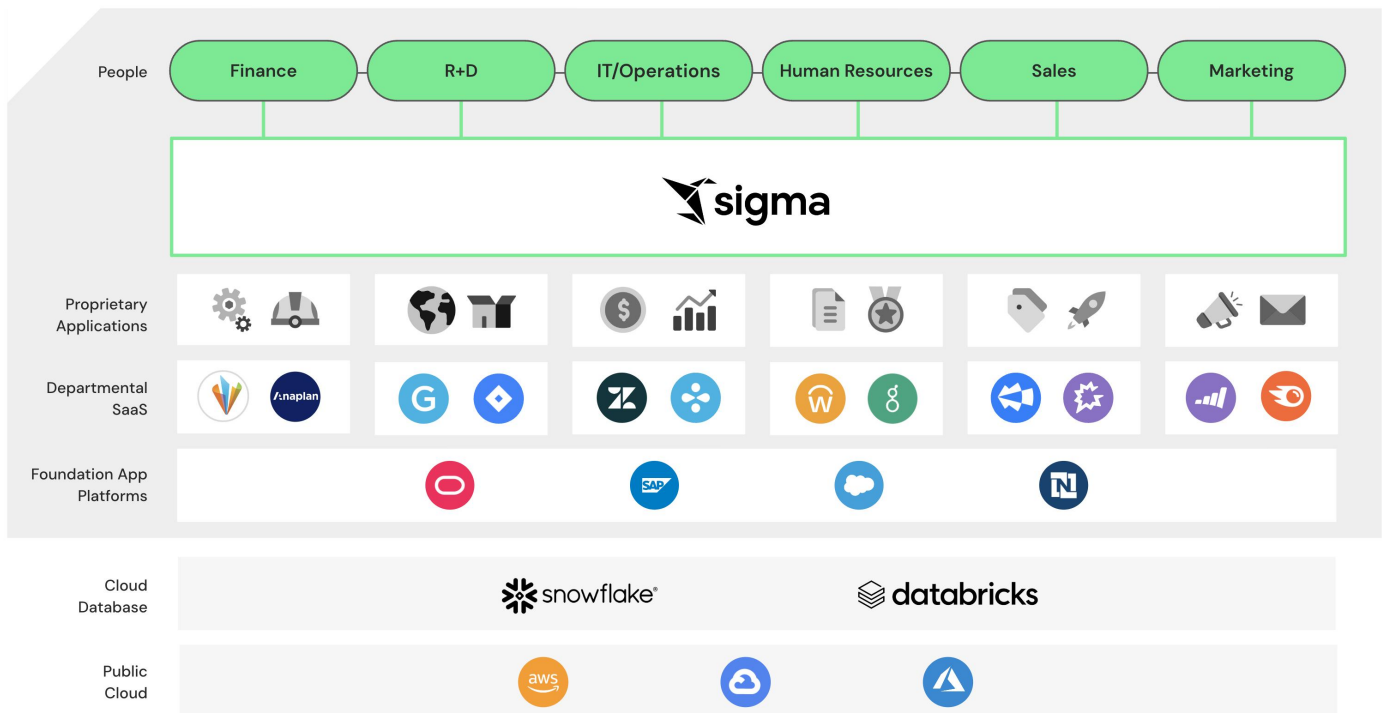 People
Finance
R+D
IT/Operations
Human Resources
Sales
Marketing
sigma
Proprietary
Applications
$
Departmental
SaaS
Anaplan
G
w
g
Foundation App
Platforms
SAP
N
Cloud
Database
snowflake®
databricks
Public
Cloud
aws